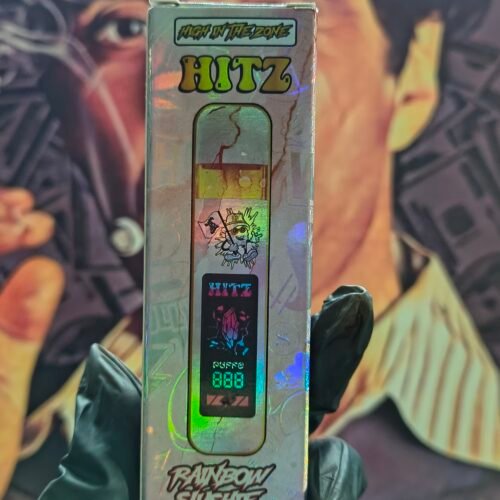 HIGH IN THE ZONE
HITZ
HITZ
PUFFS
888
RAINBOW